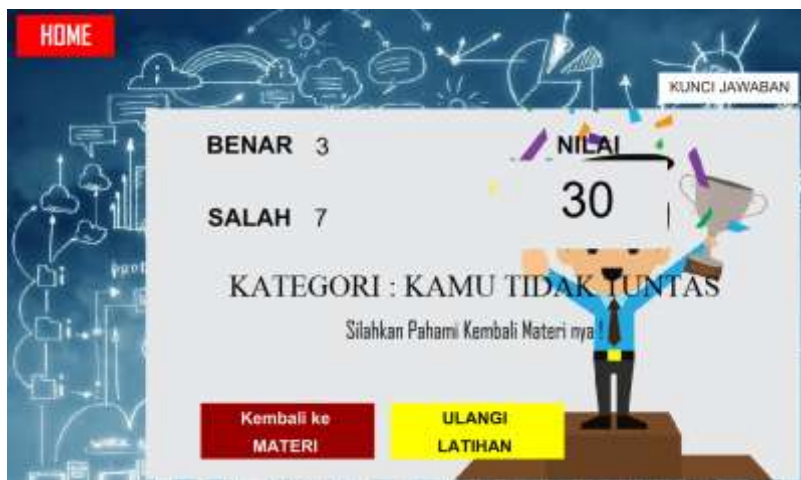 HOME
KUNCI JAWABAN
BENAR 3
NILAI
30
SALAH 7
KATEGORI : KAMU TIDAK TUNTAS
Silahkan Pahami Kembali Materi nya !
Kembali ke
MATERI
ULANGI
LATIHAN